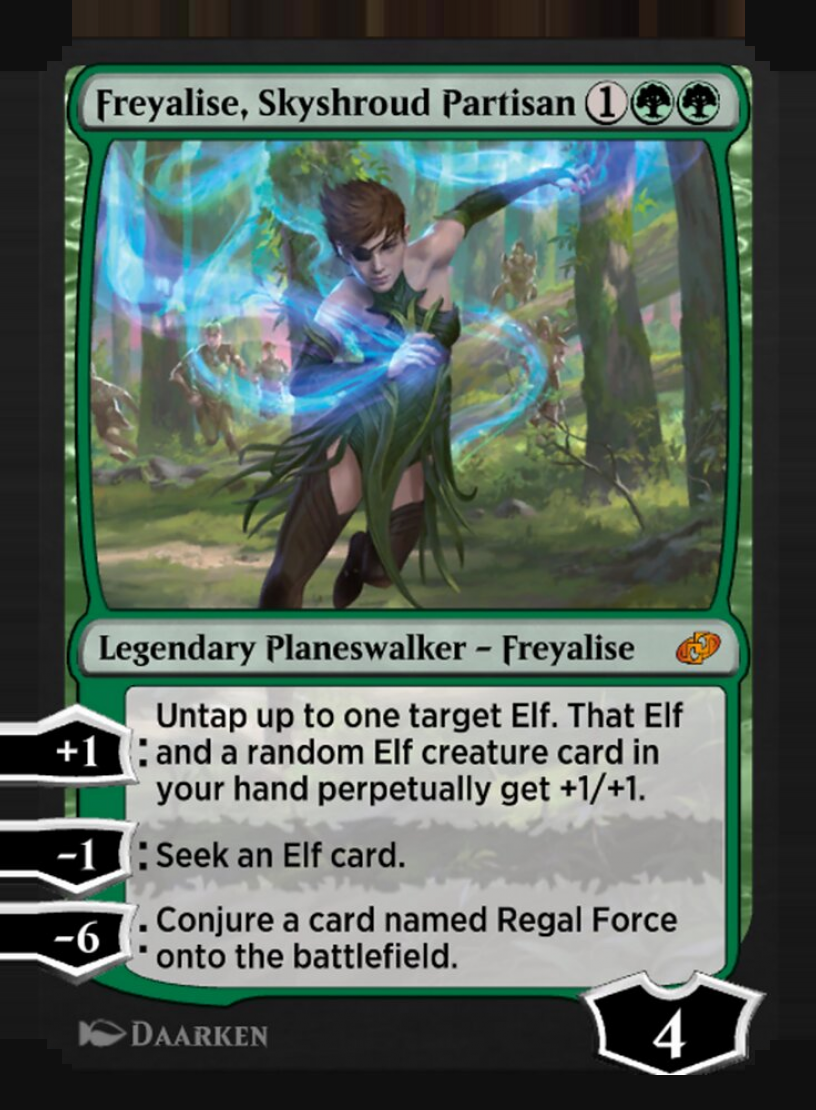 Freyalise, Skyshroud Partisan 1
Legendary Planeswalker – Freyalise
+1 : Untap up to one target Elf. That Elf
and a random Elf creature card in
your hand perpetually get +1/+1.
–1 : Seek an Elf card.
–6 : Conjure a card named Regal Force
onto the battlefield.
DAARKEN
4